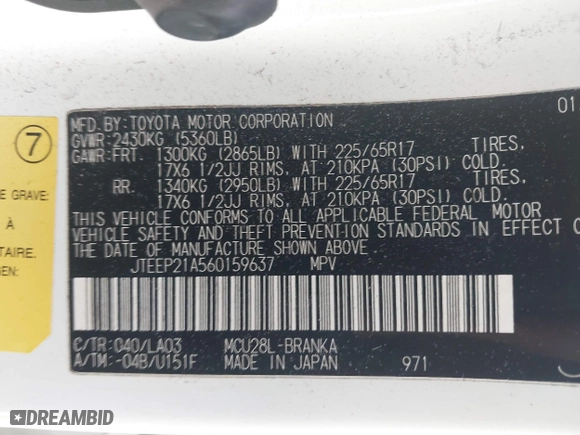 01
MFD.BY:TOYOTA MOTOR CORPORATION
GVWR:2430KG (5360LB)
GAWR:FRT. 1300KG (2865LB) WITH 225/65R17 TIRES,
17X6 1/2JJ RIMS, AT 210KPA (30PSI) COLD.
RR. 1340KG (2950LB) WITH 225/65R17 TIRES,
17X6 1/2JJ RIMS, AT 210KPA (30PSI) COLD.
THIS VEHICLE CONFORMS TO ALL APPLICABLE FEDERAL MOTOR
VEHICLE SAFETY AND THEFT PREVENTION STANDARDS IN EFFECT
THE DATE OF MANUFACTURE SHOWN ABOVE.
JTEEP21A560159637 MPV
C/TR:040/LA03 MCU28L-BRANKA
A/TM:-04B/U151F MADE IN JAPAN 971
7
E GRAVE:
À
TAIRE.
EN:
DREAMBID